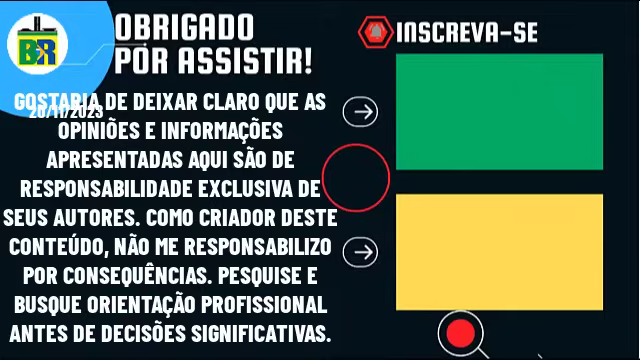 BR
OBRIGADO
POR ASSISTIR!
INSCREVA-SE
GOSTARIA DE DEIXAR CLARO QUE AS
20/11/2023
OPINIÕES E INFORMAÇÕES
APRESENTADAS AQUI SÃO DE
RESPONSABILIDADE EXCLUSIVA DE
SEUS AUTORES. COMO CRIADOR DESTE
CONTEÚDO, NÃO ME RESPONSABILIZO
POR CONSEQUÊNCIAS. PESQUISE E
BUSQUE ORIENTAÇÃO PROFISSIONAL
ANTES DE DECISÕES SIGNIFICATIVAS.